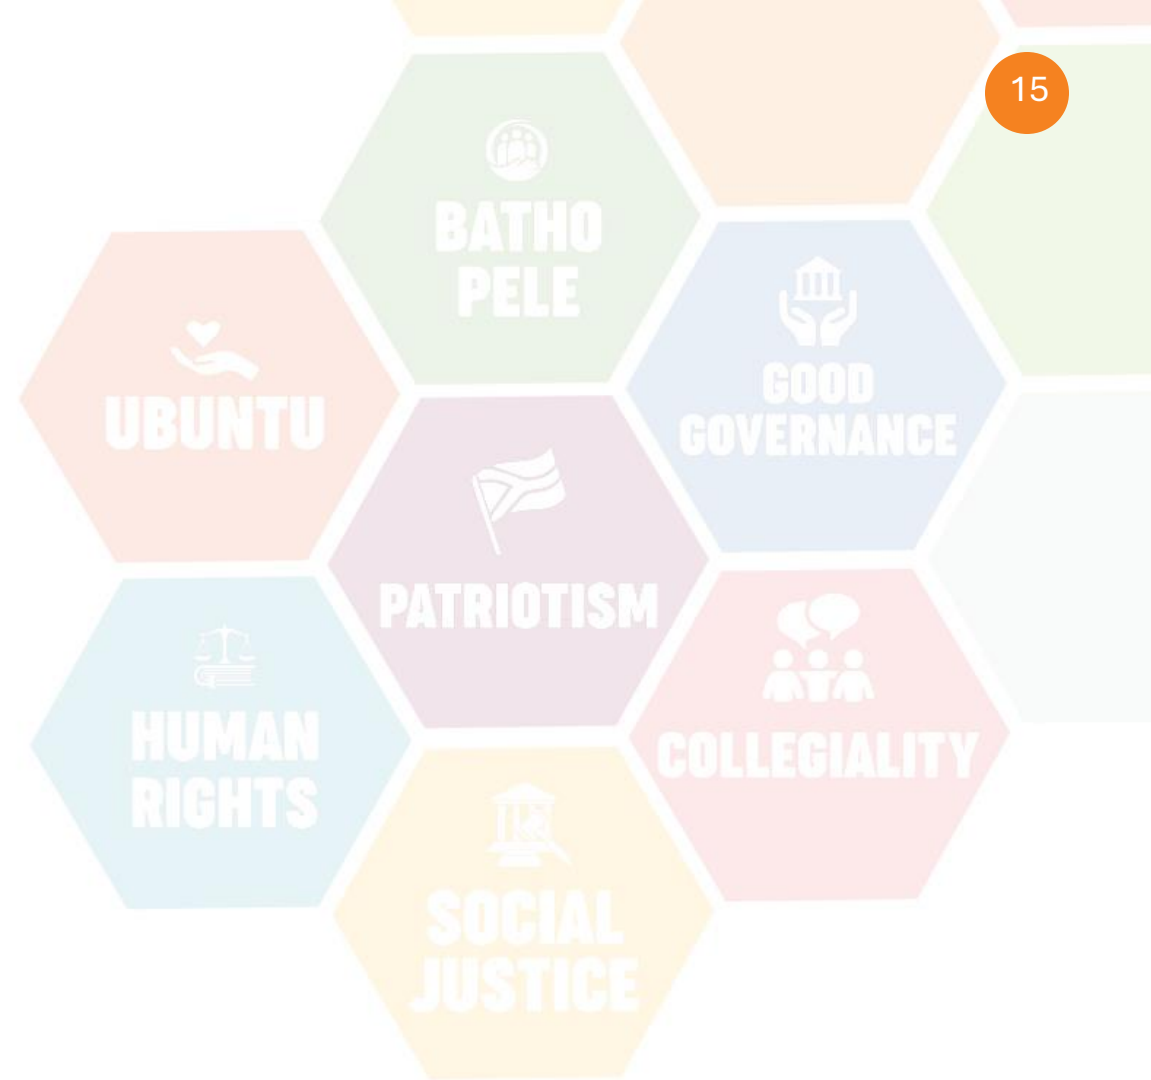 15
BATHO
PELE
UBUNTU
GOOD
GOVERNANCE
PATRIOTISM
HUMAN
RIGHTS
COLLEGIALITY
SOCIAL
JUSTICE